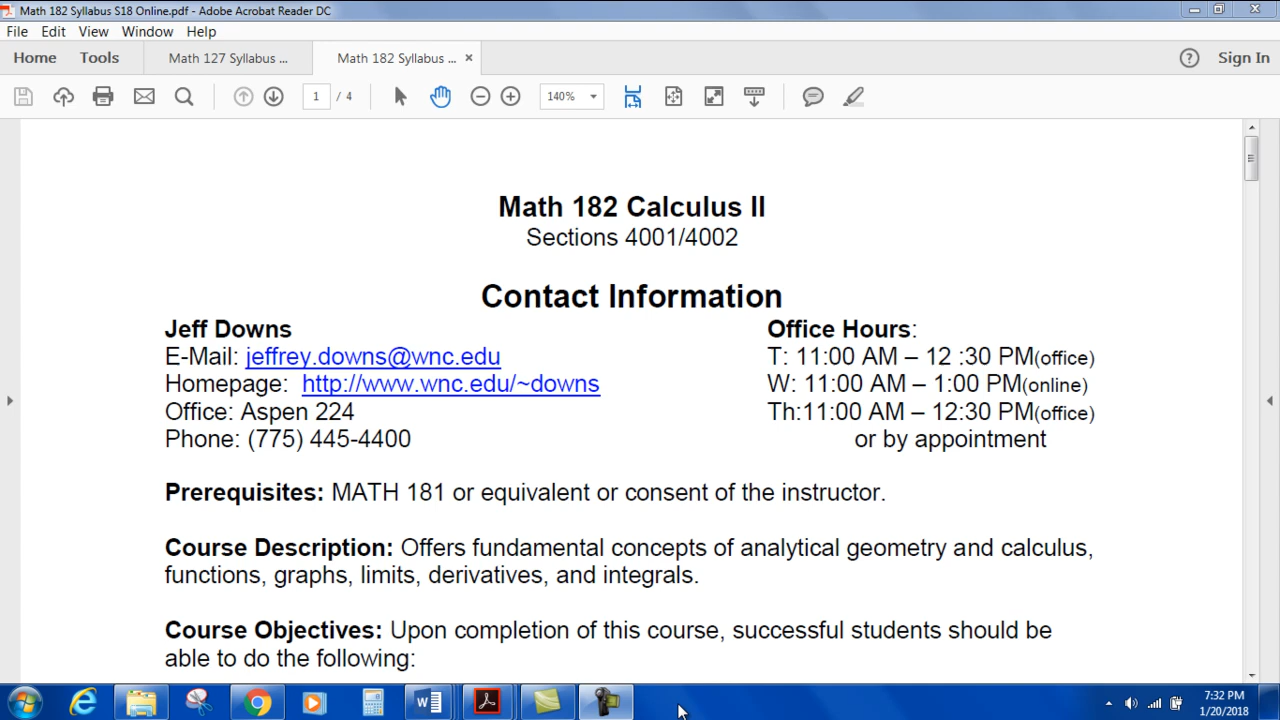 Math 182 Syllabus S18 Online.pdf - Adobe Acrobat Reader DC
File Edit View Window Help
Home Tools Math 127 Syllabus ... Math 182 Syllabus ... × ? Sign In
1 / 4 140%
Math 182 Calculus II
Sections 4001/4002
Contact Information
Jeff Downs Office Hours:
E-Mail: jeffrey.downs@wnc.edu T: 11:00 AM – 12 :30 PM(office)
Homepage: http://www.wnc.edu/~downs W: 11:00 AM – 1:00 PM(online)
Office: Aspen 224 Th:11:00 AM – 12:30 PM(office)
Phone: (775) 445-4400 or by appointment
Prerequisites: MATH 181 or equivalent or consent of the instructor.
Course Description: Offers fundamental concepts of analytical geometry and calculus,
functions, graphs, limits, derivatives, and integrals.
Course Objectives: Upon completion of this course, successful students should be
able to do the following:
7:32 PM
1/20/2018